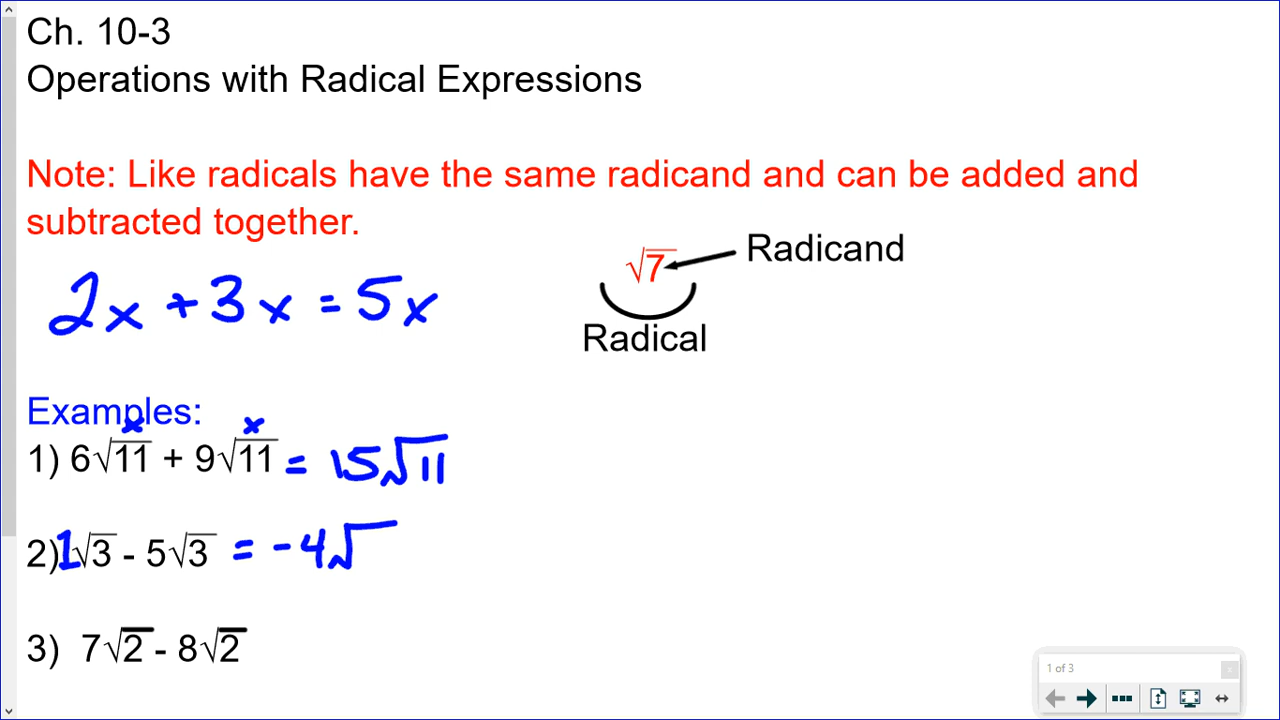 Ch. 10-3
Operations with Radical Expressions
Note: Like radicals have the same radicand and can be added and
subtracted together.
√7
Radicand
Radical
2x + 3x = 5x
Examples:
x x
1) 6√11 + 9√11 = 15√11
2) 1√3 - 5√3 = -4√
3) 7√2 - 8√2
1 of 3